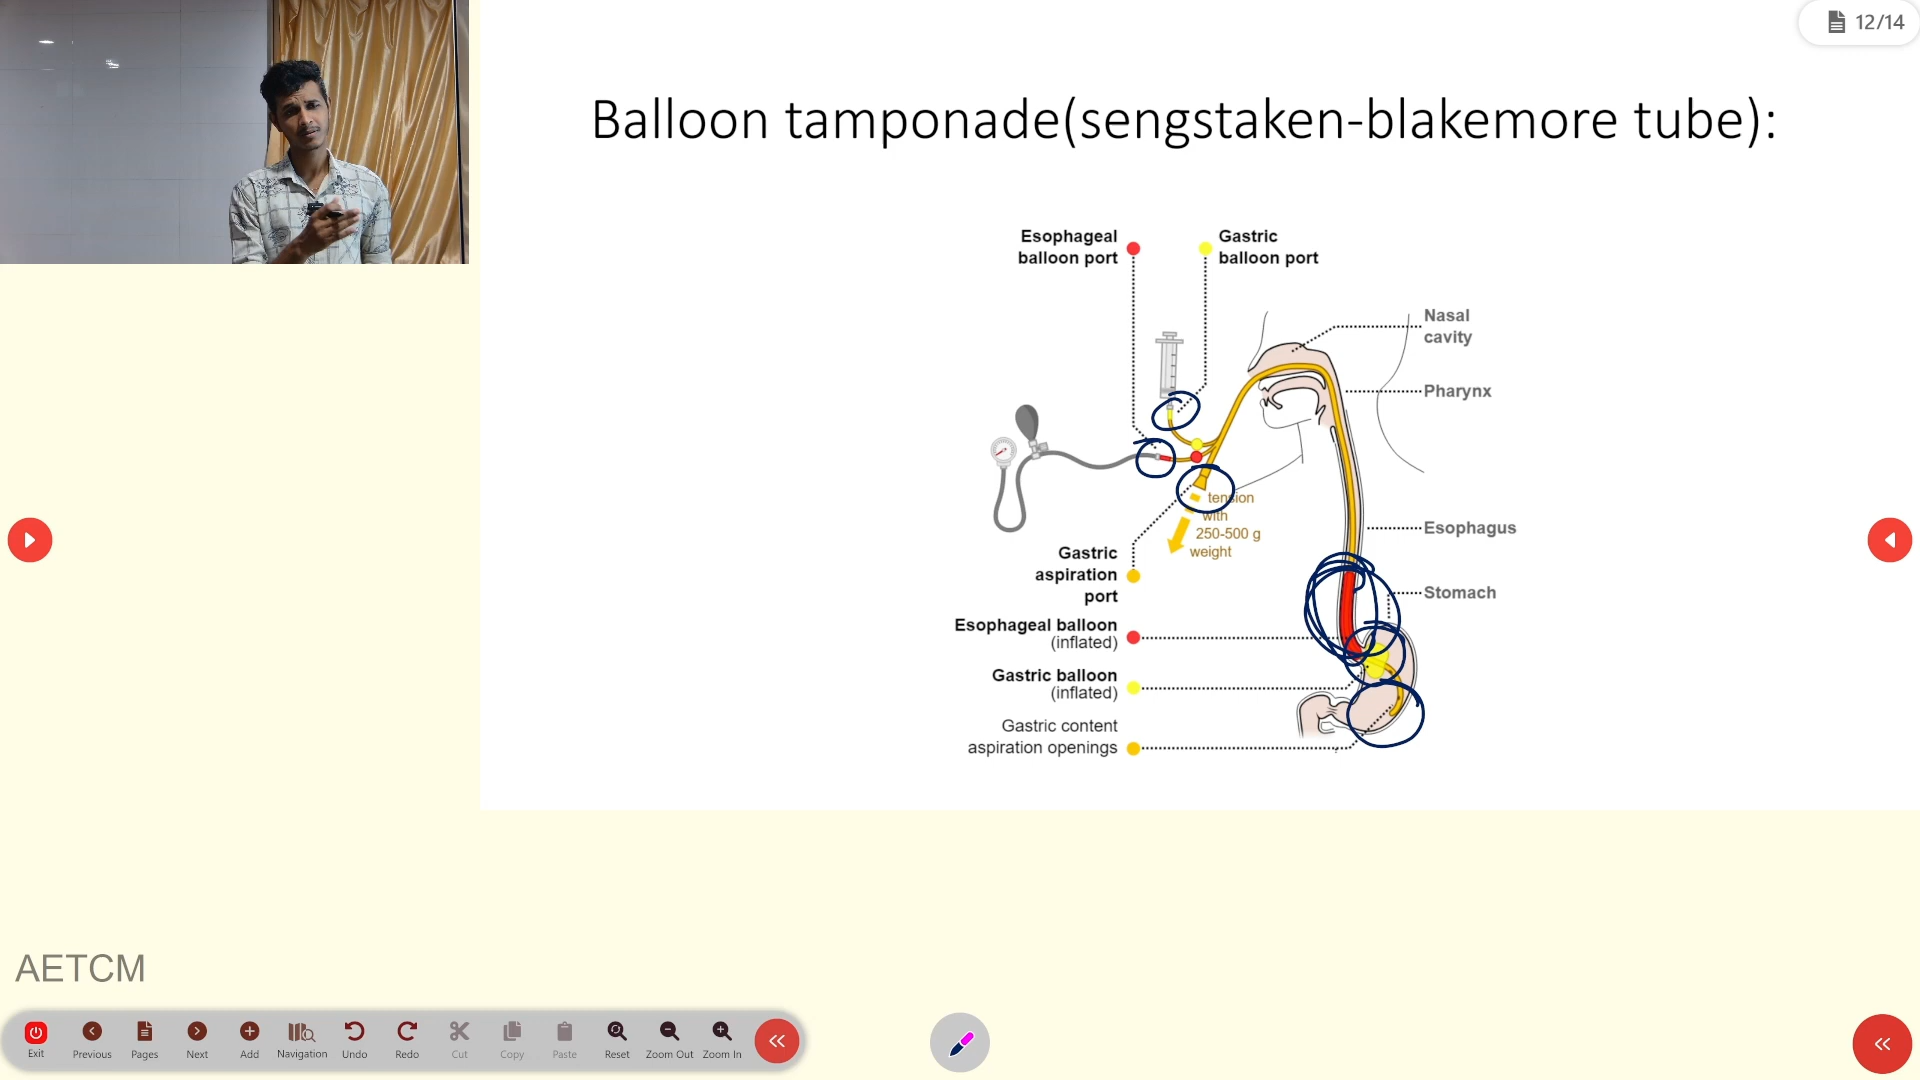 12/14
Balloon tamponade(sengstaken-blakemore tube):
Esophageal
balloon port
Gastric
balloon port
Nasal
cavity
Pharynx
tension
with
250-500 g
weight
Esophagus
Gastric
aspiration
port
Stomach
Esophageal balloon
(inflated)
Gastric balloon
(inflated)
Gastric content
aspiration openings
AETCM
Exit
Previous
Pages
Next
Add
Navigation
Undo
Redo
Cut
Copy
Paste
Reset
Zoom Out
Zoom In